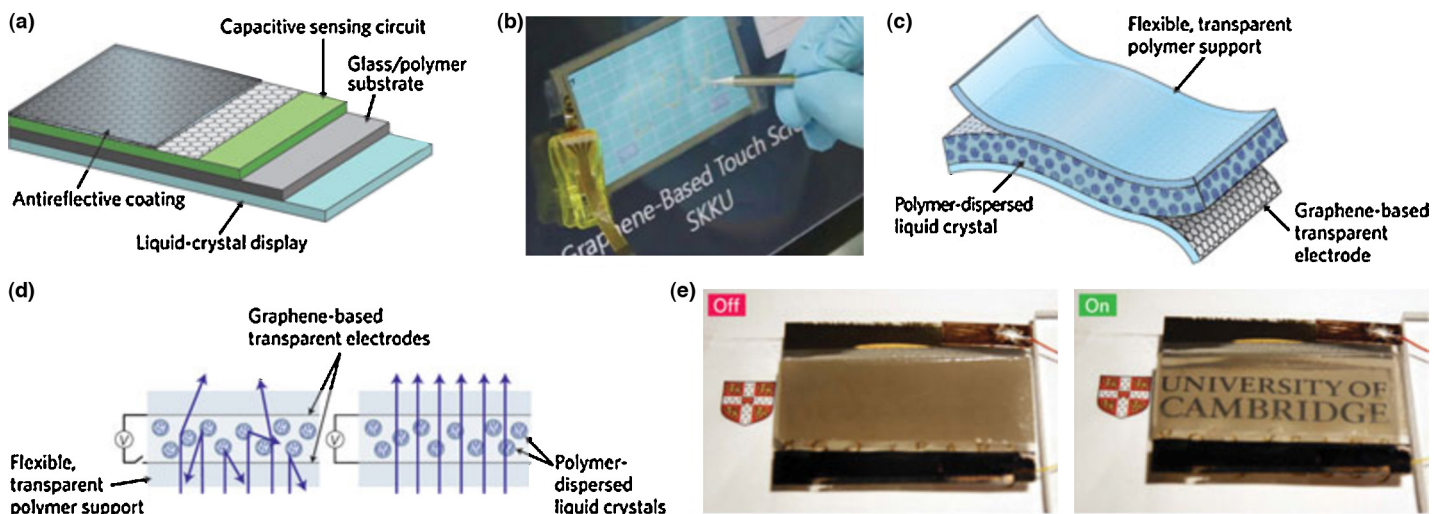 (a)
Capacitive sensing circuit
Glass/polymer
substrate
Antireflective coating
Liquid-crystal display
(b)
Graphene-Based Touch
SKKU
(c)
Flexible, transparent
polymer support
Polymer-dispersed
liquid crystal
Graphene-based
transparent
electrode
(d)
Graphene-based
transparent electrodes
V
V
Flexible,
transparent
polymer support
Polymer-
dispersed
liquid crystals
(e)
Off
On
UNIVERSITY OF
CAMBRIDGE